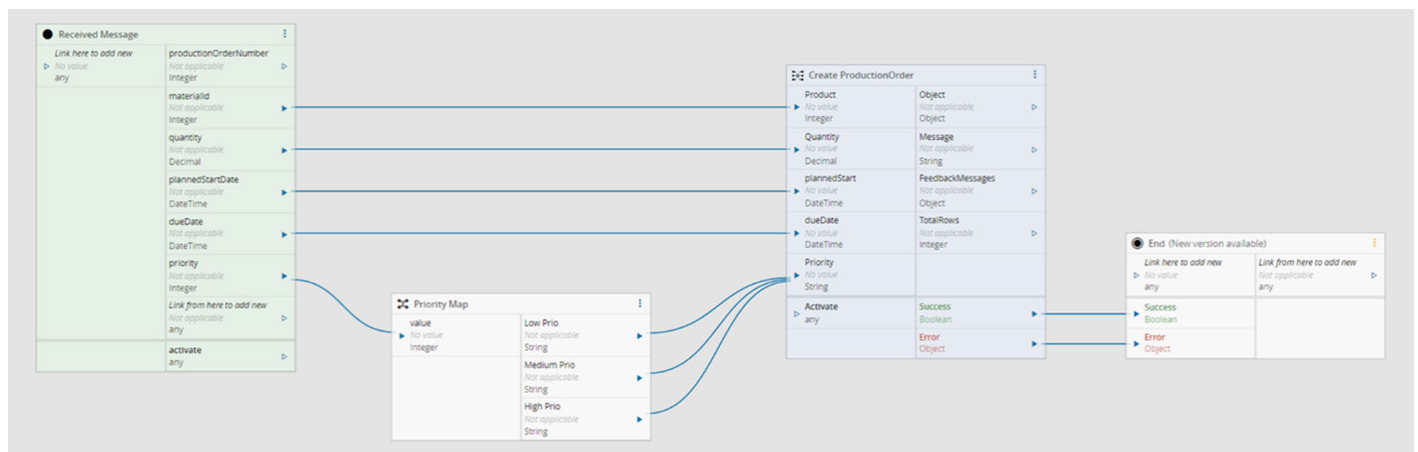 Received Message
Link here to add new
No value
any
productionOrderNumber
Not applicable
Integer
materialId
Not applicable
Integer
quantity
Not applicable
Decimal
plannedStartDate
Not applicable
DateTime
dueDate
Not applicable
DateTime
priority
Not applicable
Integer
Link from here to add new
Not applicable
any
activate
any
Priority Map
value
No value
Integer
Low Prio
Not applicable
String
Medium Prio
Not applicable
String
High Prio
Not applicable
String
Create ProductionOrder
Product
No value
Integer
Quantity
No value
Decimal
plannedStart
No value
DateTime
dueDate
No value
DateTime
Priority
No value
String
Activate
any
Object
Not applicable
Object
Message
Not applicable
String
FeedbackMessages
Not applicable
Object
TotalRows
Not applicable
Integer
Success
Boolean
Error
Object
End (New version available)
Link here to add new
No value
any
Link from here to add new
Not applicable
any
Success
Boolean
Error
Object